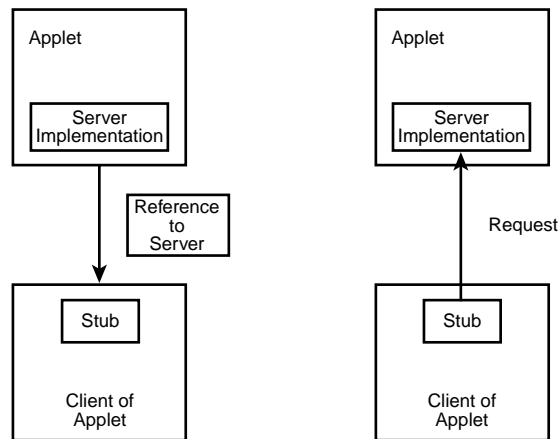 Applet
Server
Implementation
Reference
to
Server
Stub
Client of
Applet
Applet
Server
Implementation
Request
Stub
Client of
Applet